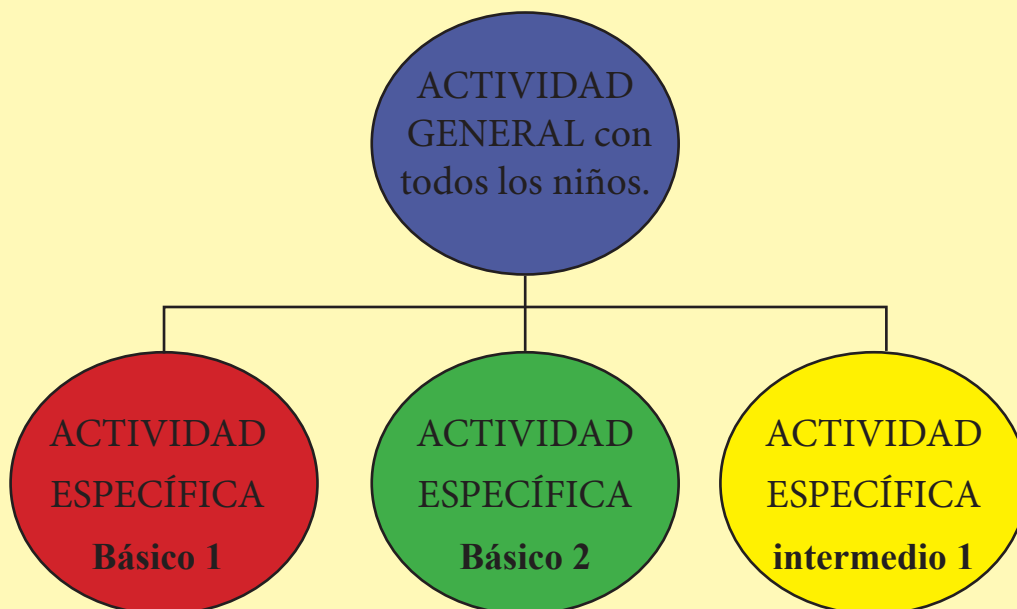 ACTIVIDAD
GENERAL con
todos los niños.
ACTIVIDAD
ESPECÍFICA
Básico 1
ACTIVIDAD
ESPECÍFICA
Básico 2
ACTIVIDAD
ESPECÍFICA
intermedio 1